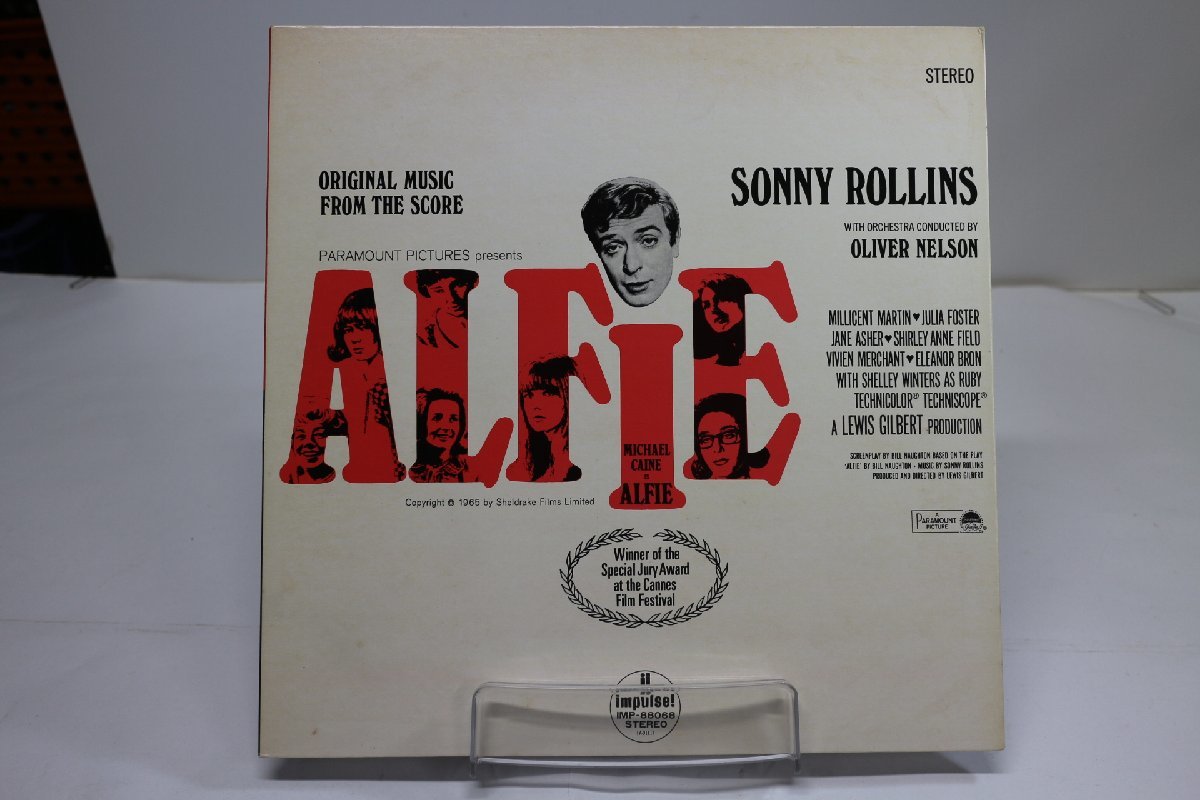 STEREO
ORIGINAL MUSIC
FROM THE SCORE
SONNY ROLLINS
WITH ORCHESTRA CONDUCTED BY
OLIVER NELSON
PARAMOUNT PICTURES presents
ALFIE
MICHAEL
CAINE IS
ALFIE
MILLICENT MARTIN ♥ JULIA FOSTER
JANE ASHER ♥ SHIRLEY ANNE FIELD
VIVIEN MERCHANT ♥ ELEANOR BRON
WITH SHELLEY WINTERS AS RUBY
TECHNICOLOR® TECHNISCOPE®
A LEWIS GILBERT PRODUCTION
SCREENPLAY BY BILL NAUGHTON BASED ON THE PLAY
"ALFIE" BY BILL NAUGHTON · MUSIC BY SONNY ROLLINS
PRODUCED AND DIRECTED BY LEWIS GILBERT
Copyright © 1965 by Sheldrake Films Limited
A
PARAMOUNT
PICTURE
Winner of the
Special Jury Award
at the Cannes
Film Festival
impulse!
IMP-88068
STEREO